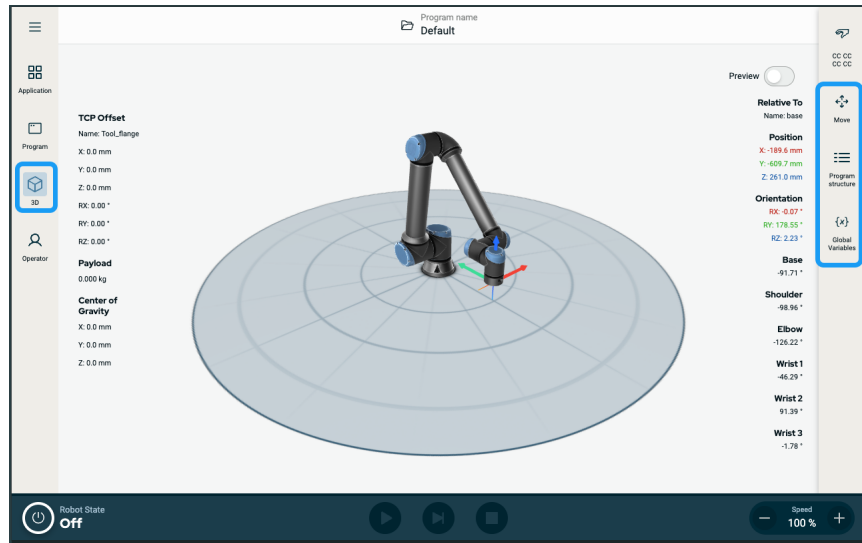 Program name
Default
Application
Program
3D
Operator
TCP Offset
Name: Tool_flange
X: 0.0 mm
Y: 0.0 mm
Z: 0.0 mm
RX: 0.00 °
RY: 0.00 °
RZ: 0.00 °
Payload
0.000 kg
Center of
Gravity
X: 0.0 mm
Y: 0.0 mm
Z: 0.0 mm
Preview
Relative To
Name: base
Position
X: -189.6 mm
Y: -609.7 mm
Z: 261.0 mm
Orientation
RX: -0.07 °
RY: 178.55 °
RZ: 2.23 °
Base
-91.71 °
Shoulder
-98.96 °
Elbow
-126.22 °
Wrist 1
-46.29 °
Wrist 2
91.39 °
Wrist 3
-1.78 °
CC CC
CC CC
Move
Program
structure
{x}
Global
Variables
Robot State
Off
Speed
100 %